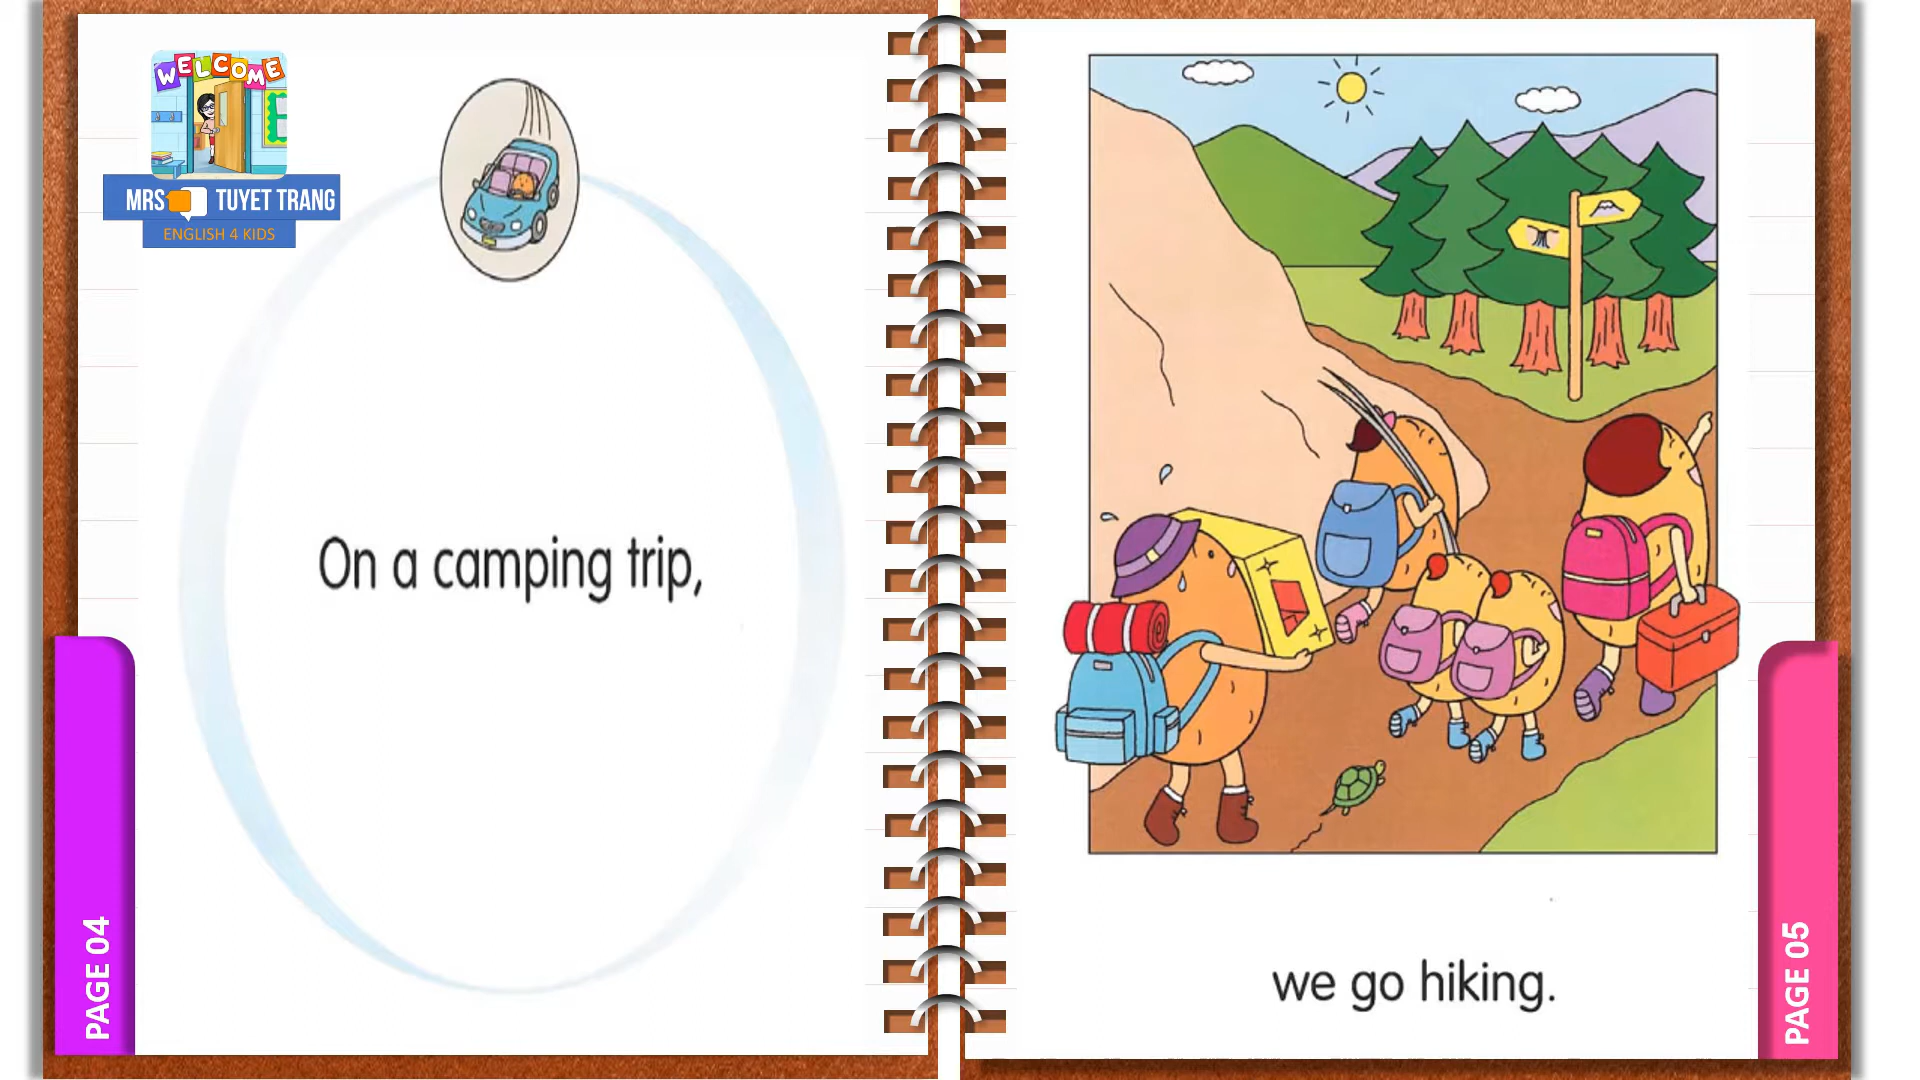 WELCOME
MRS TUYET TRANG
ENGLISH 4 KIDS
On a camping trip,
PAGE 04
we go hiking.
PAGE 05